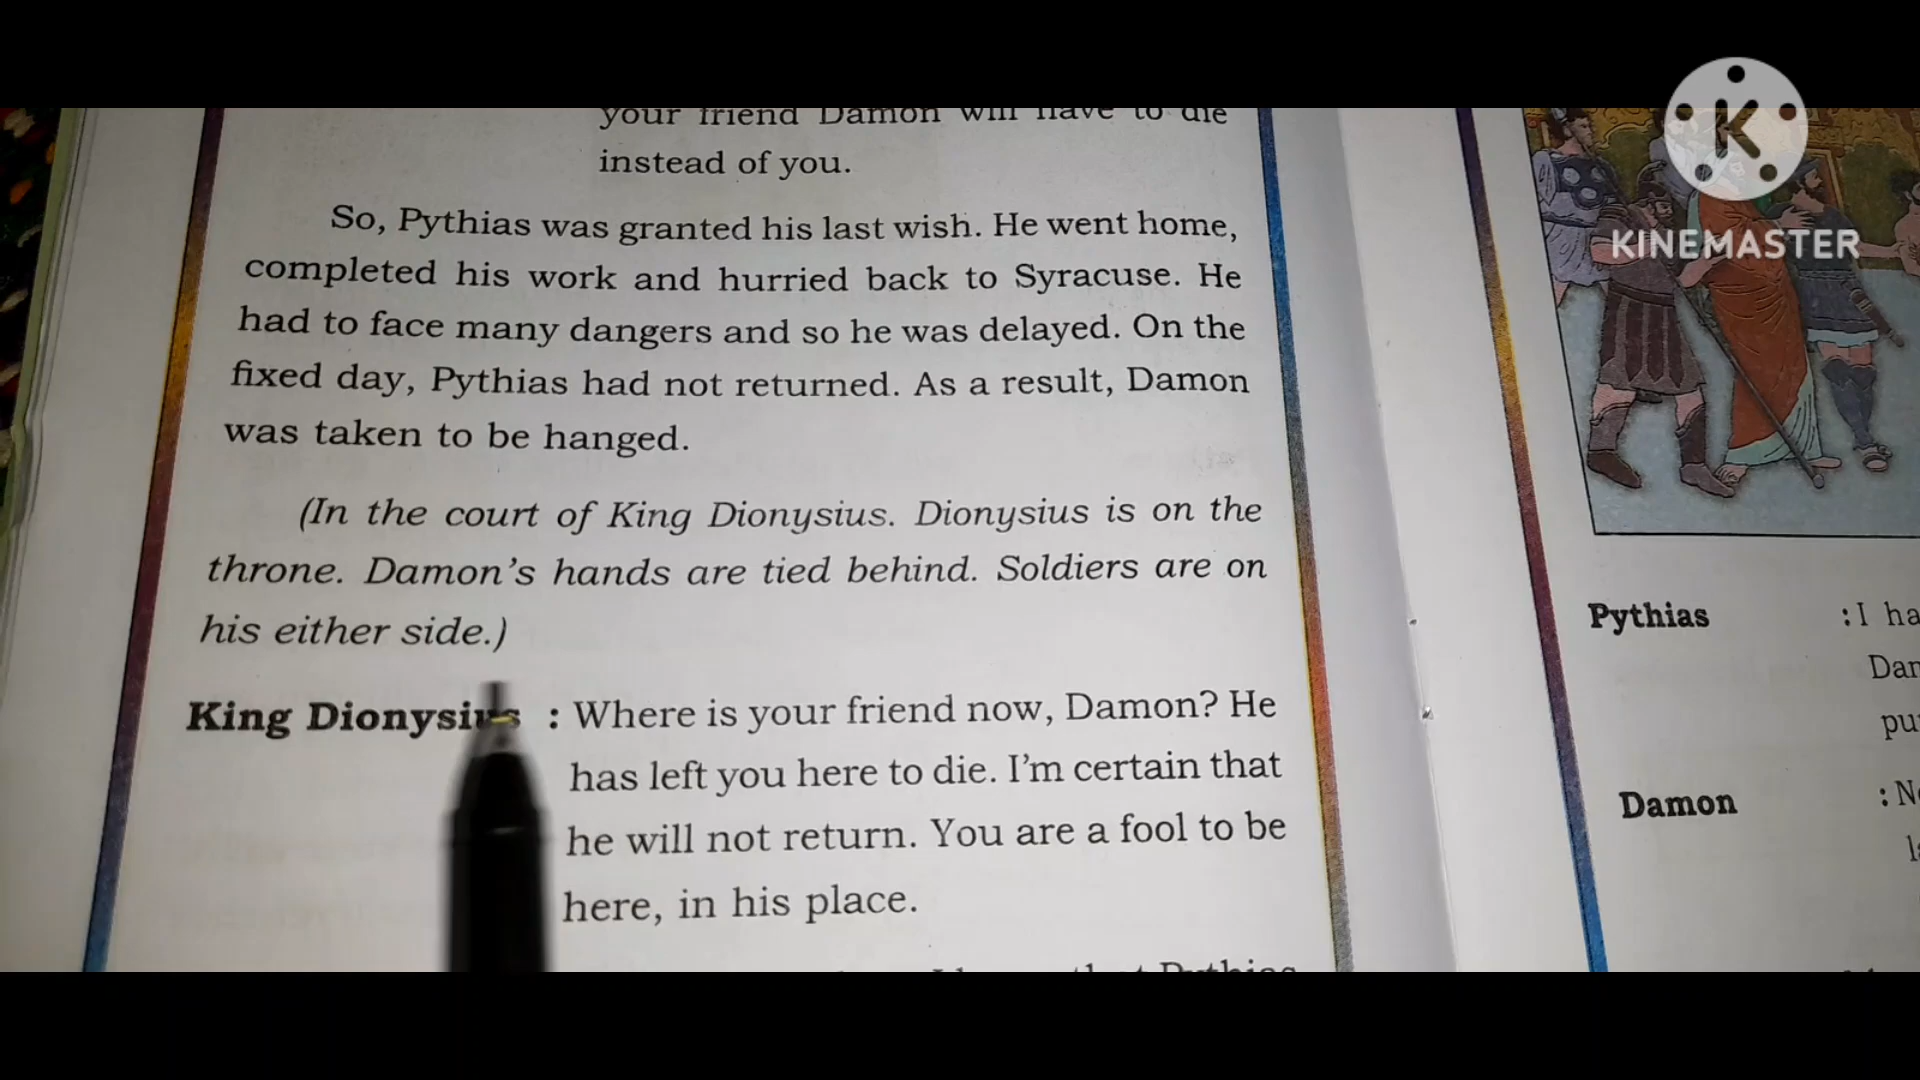 your friend Damon will have to die
instead of you.
So, Pythias was granted his last wish. He went home,
completed his work and hurried back to Syracuse. He
had to face many dangers and so he was delayed. On the
fixed day, Pythias had not returned. As a result, Damon
was taken to be hanged.
(In the court of King Dionysius. Dionysius is on the
throne. Damon's hands are tied behind. Soldiers are on
his either side.)
King Dionysius : Where is your friend now, Damon? He
has left you here to die. I'm certain that
he will not return. You are a fool to be
here, in his place.
K
KINEMASTER
Pythias : I
Damon :